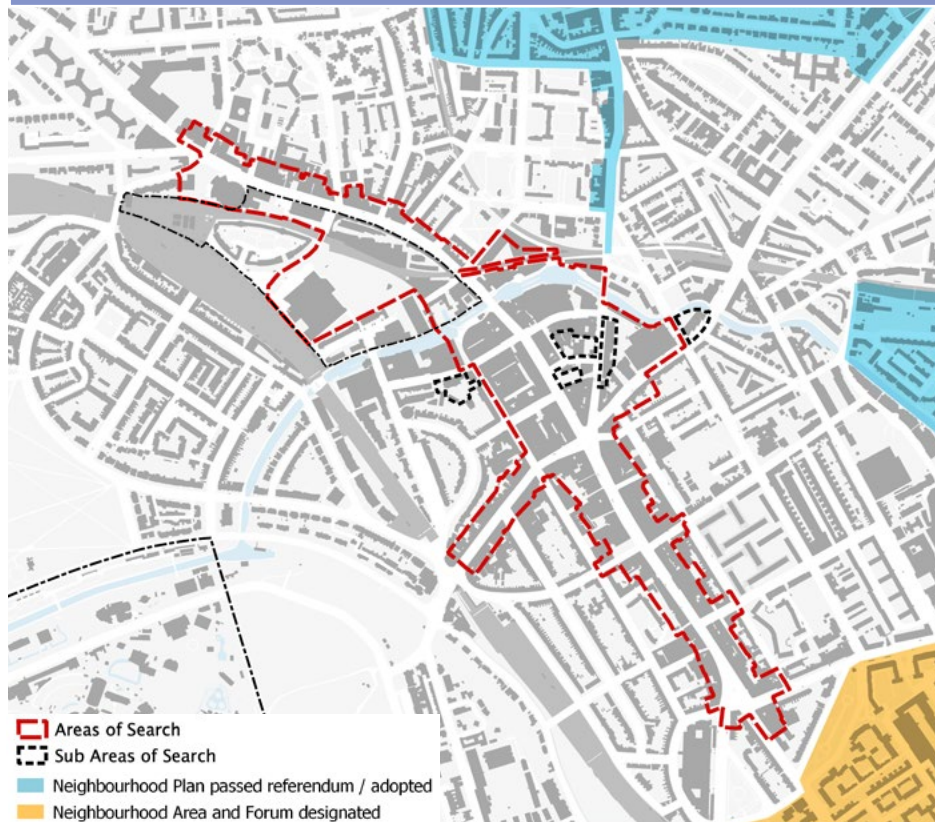 Areas of Search
Sub Areas of Search
Neighbourhood Plan passed referendum / adopted
Neighbourhood Area and Forum designated